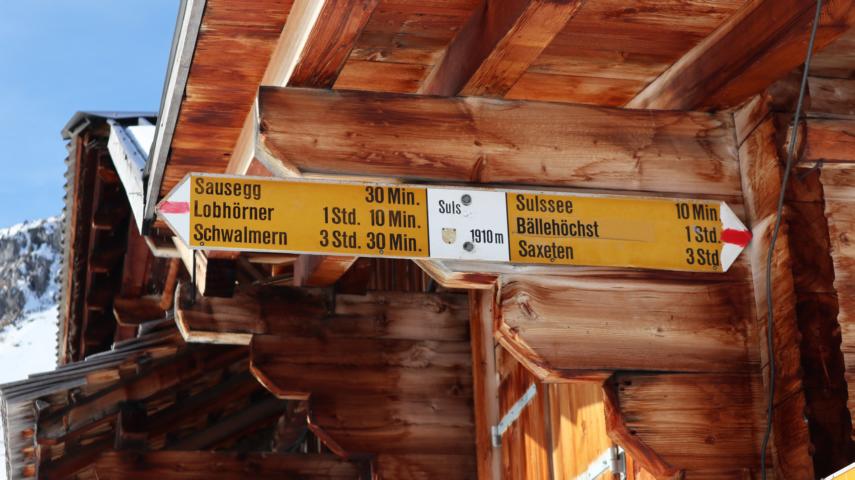 Sausegg 30 Min.
Lobhörner 1 Std. 10 Min.
Schwalmern 3 Std. 30 Min.
Suls
1910 m
Sulssee 10 Min.
Bällehöchst 1 Std.
Saxeten 3 Std